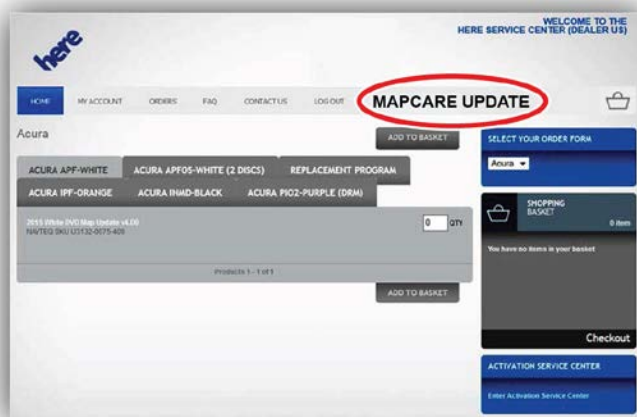 WELCOME TO THE
HERE SERVICE CENTER (DEALER US)
here
HOME MY ACCOUNT ORDERS FAQ CONTACT US LOG OUT MAPCARE UPDATE
Acura
ADD TO BASKET
ACURA APF-WHITE ACURA APF05-WHITE (2 DISCS) REPLACEMENT PROGRAM
ACURA IPF-ORANGE ACURA INMD-BLACK ACURA PIO2-PURPLE (DRM)
2015 White DVD Map Update v4.D0
NAVTEQ SKU
0 QTY
Products 1 - 1 of 1
ADD TO BASKET
SELECT YOUR ORDER FORM
Acura
SHOPPING
BASKET
0 item
You have no items in your basket
Checkout
ACTIVATION SERVICE CENTER
Enter Activation Service Center